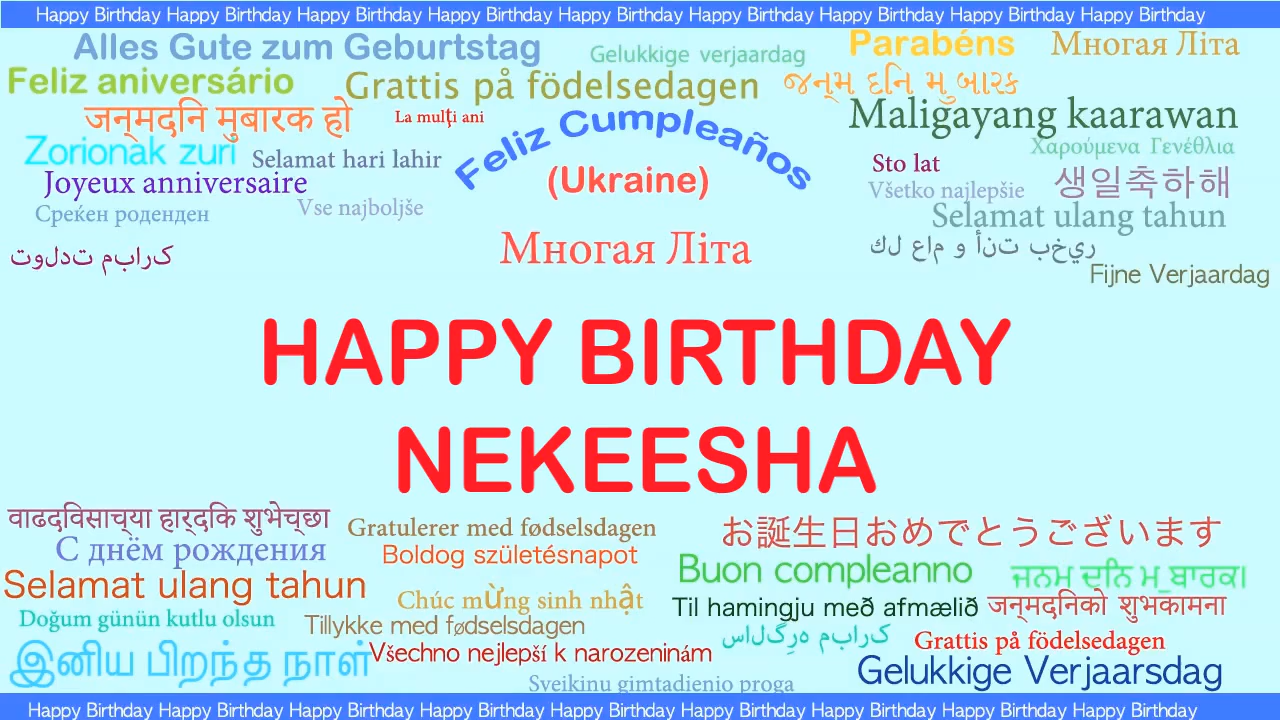 Happy Birthday Happy Birthday Happy Birthday Happy Birthday Happy Birthday Happy Birthday Happy Birthday Happy Birthday Happy Birthday
Alles Gute zum Geburtstag
Gelukkige verjaardag
Parabéns
Многая Літа
Feliz aniversário
Grattis på födelsedagen
જન્મ દનિ મુ બારક
जन्मदनि मुबारक हो
La mulţi ani
Feliz Cumpleaños
Maligayang kaarawan
Zorionak zuri
Selamat hari lahir
Χαρούμενα Γενέθλια
Joyeux anniversaire
(Ukraine)
Sto lat
Všetko najlepšie
생일축하해
Среќен роденден
Vse najboljše
Selamat ulang tahun
Многая Літа
كل عام و أنت بخير
تولدت مبارک
Fijne Verjaardag
HAPPY BIRTHDAY
NEKEESHA
वाढदविसाच्या हार्दकि शुभेच्छा
Gratulerer med fødselsdagen
お誕生日おめでとうございます
С днём рождения
Boldog születésnapot
Selamat ulang tahun
Buon compleanno
ਜਨਮ ਦਨਿ ਮੁਬਾਰਕ।
Chúc mừng sinh nhật
Til hamingju með afmælið
जन्मदनिको शुभकामना
Doğum günün kutlu olsun
Tillykke med fødselsdagen
سالگرہ مبارک
Grattis på födelsedagen
இனிய பிறந்த நாள்
Všechno nejlepší k narozeninám
Gelukkige Verjaarsdag
Sveikinu gimtadienio proga
Happy Birthday Happy Birthday Happy Birthday Happy Birthday Happy Birthday Happy Birthday Happy Birthday Happy Birthday Happy Birthday